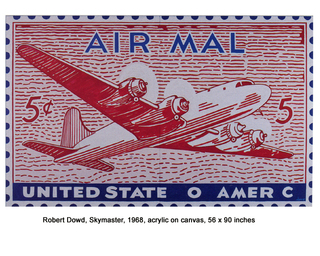 AIR MAL
5¢ 5
UNITED STATE O AMER C
Robert Dowd, Skymaster, 1968, acrylic on canvas, 56 x 90 inches